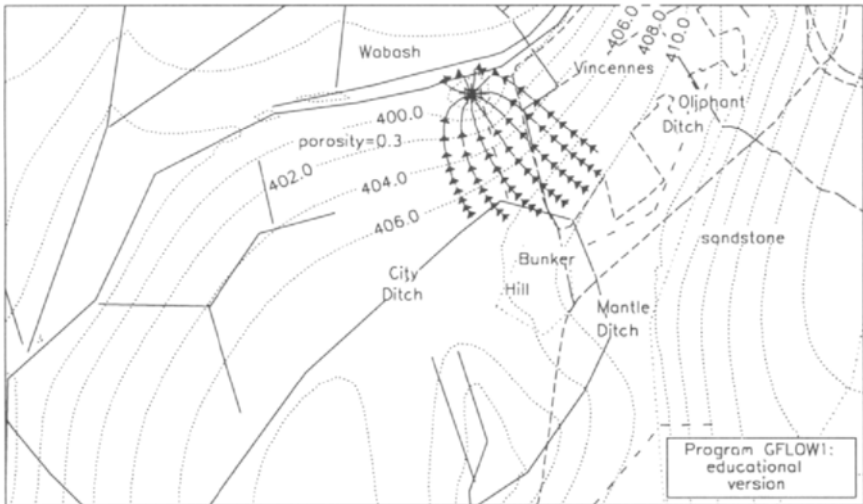 Wabash
406.0
408.0
410.0
Vincennes
Oliphant
Ditch
400.0
porosity=0.3
402.0
404.0
406.0
sandstone
City
Ditch
Bunker
Hill
Mantle
Ditch
Program GFLOW1:
educational
version